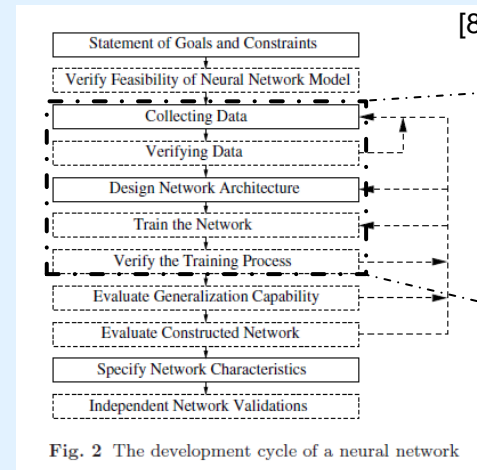 [8
Statement of Goals and Constraints
Verify Feasibility of Neural Network Model
Collecting Data
Verifying Data
Design Network Architecture
Train the Network
Verify the Training Process
Evaluate Generalization Capability
Evaluate Constructed Network
Specify Network Characteristics
Independent Network Validations
Fig. 2 The development cycle of a neural network